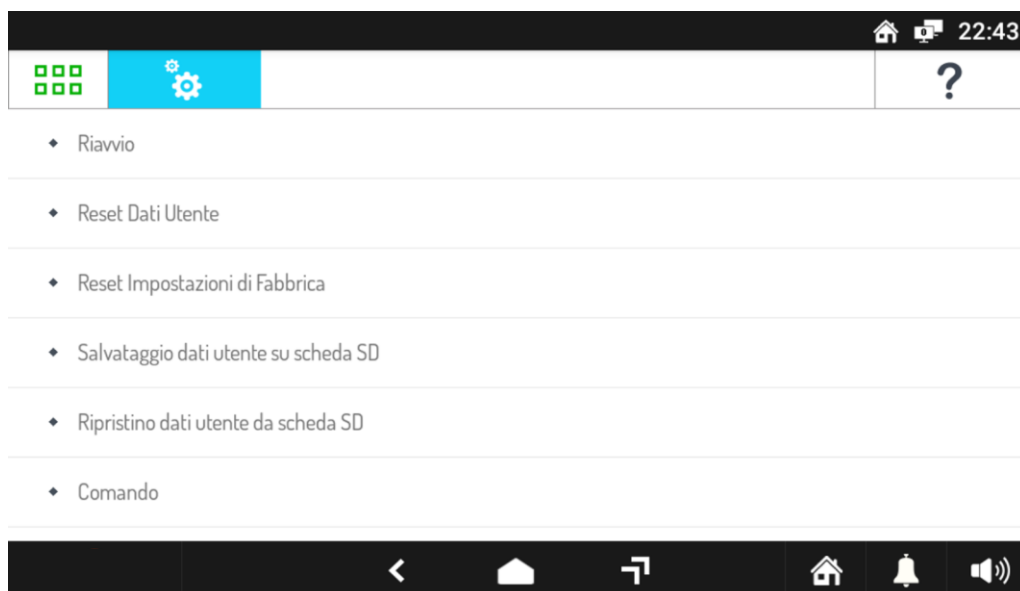 22:43
?
Riavvio
Reset Dati Utente
Reset Impostazioni di Fabbrica
Salvataggio dati utente su scheda SD
Ripristino dati utente da scheda SD
Comando